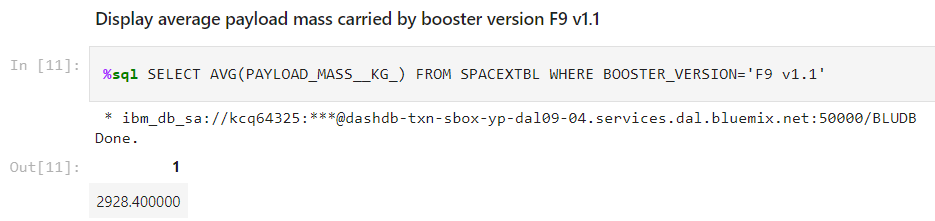 Display average payload mass carried by booster version F9 v1.1
In [11]: %sql SELECT AVG(PAYLOAD_MASS__KG_) FROM SPACEXTBL WHERE BOOSTER_VERSION='F9 v1.1'
* ibm_db_sa://kcq64325:***@dashdb-txn-sbox-yp-dal09-04.services.dal.bluemix.net:50000/BLUDB
Done.
Out[11]: 1
2928.400000